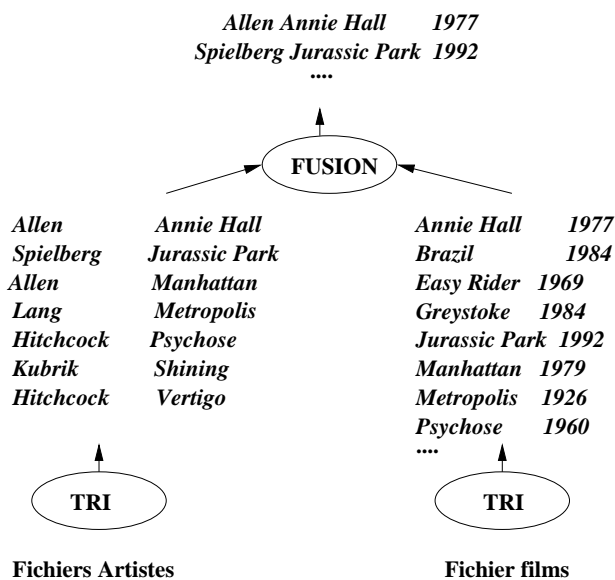 Allen Annie Hall 1977
Spielberg Jurassic Park 1992
....
FUSION
Allen Annie Hall
Spielberg Jurassic Park
Allen Manhattan
Lang Metropolis
Hitchcock Psychose
Kubrik Shining
Hitchcock Vertigo
Annie Hall 1977
Brazil 1984
Easy Rider 1969
Greystoke 1984
Jurassic Park 1992
Manhattan 1979
Metropolis 1926
Psychose 1960
....
TRI
TRI
Fichiers Artistes
Fichier films